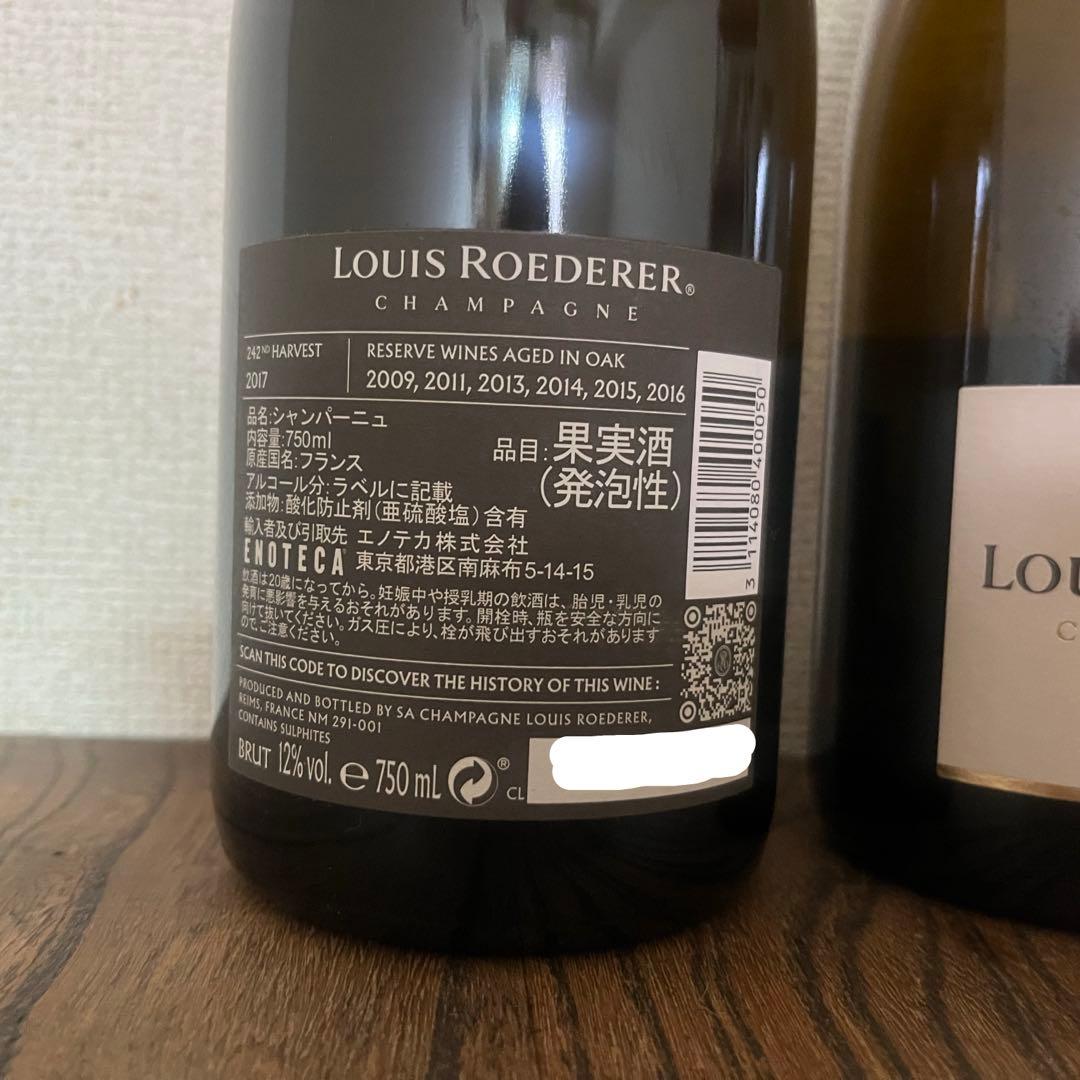 LOUIS ROEDERER®
CHAMPAGNE
242ND HARVEST
2017
RESERVE WINES AGED IN OAK
2009, 2011, 2013, 2014, 2015, 2016
品名:シャンパーニュ
内容量:750ml
原産国名:フランス
品目:果実酒
(発泡性)
アルコール分:ラベルに記載
添加物:酸化防止剤(亜硫酸塩)含有
輸入者及び引取先 エノテカ株式会社
ENOTECA 東京都港区南麻布5-14-15
飲酒は20歳になってから。妊娠中や授乳期の飲酒は、胎児・乳児の
発育に悪影響を与えるおそれがあります。開栓時、瓶を安全な方向に
向けて抜いてください。ガス圧により、栓が飛び出すおそれがあります
ので、ご注意ください。
SCAN THIS CODE TO DISCOVER THE HISTORY OF THIS WINE:
PRODUCED AND BOTTLED BY SA CHAMPAGNE LOUIS ROEDERER,
REIMS, FRANCE NM 291-001
CONTAINS SULPHITES
BRUT 12% vol. e 750 mL ® CL
3 114080 400050
LOU
C